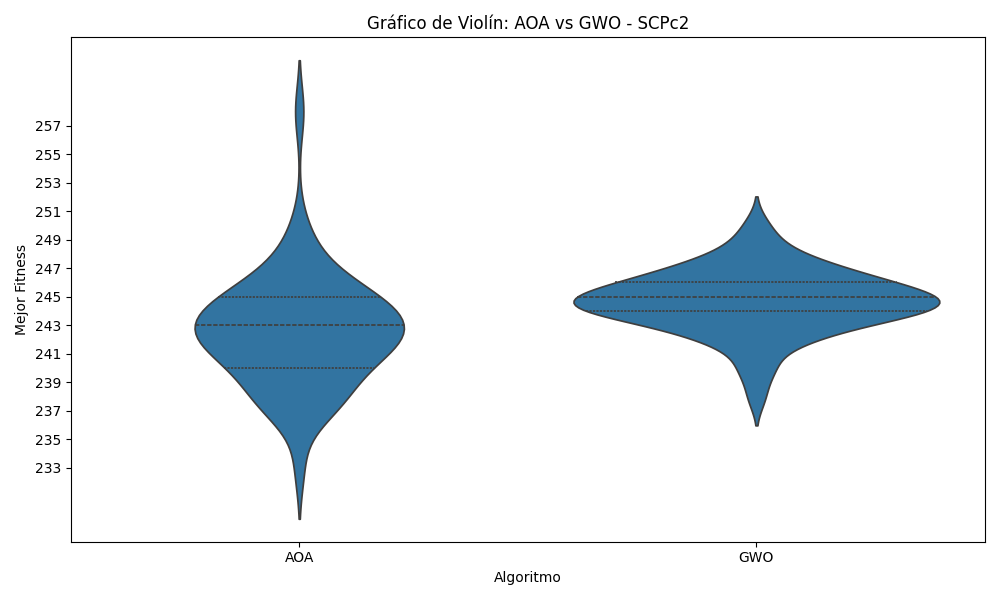 Gráfico de Violín: AOA vs GWO - SCPc2
Mejor Fitness
257
255
253
251
249
247
245
243
241
239
237
235
233
AOA
GWO
Algoritmo